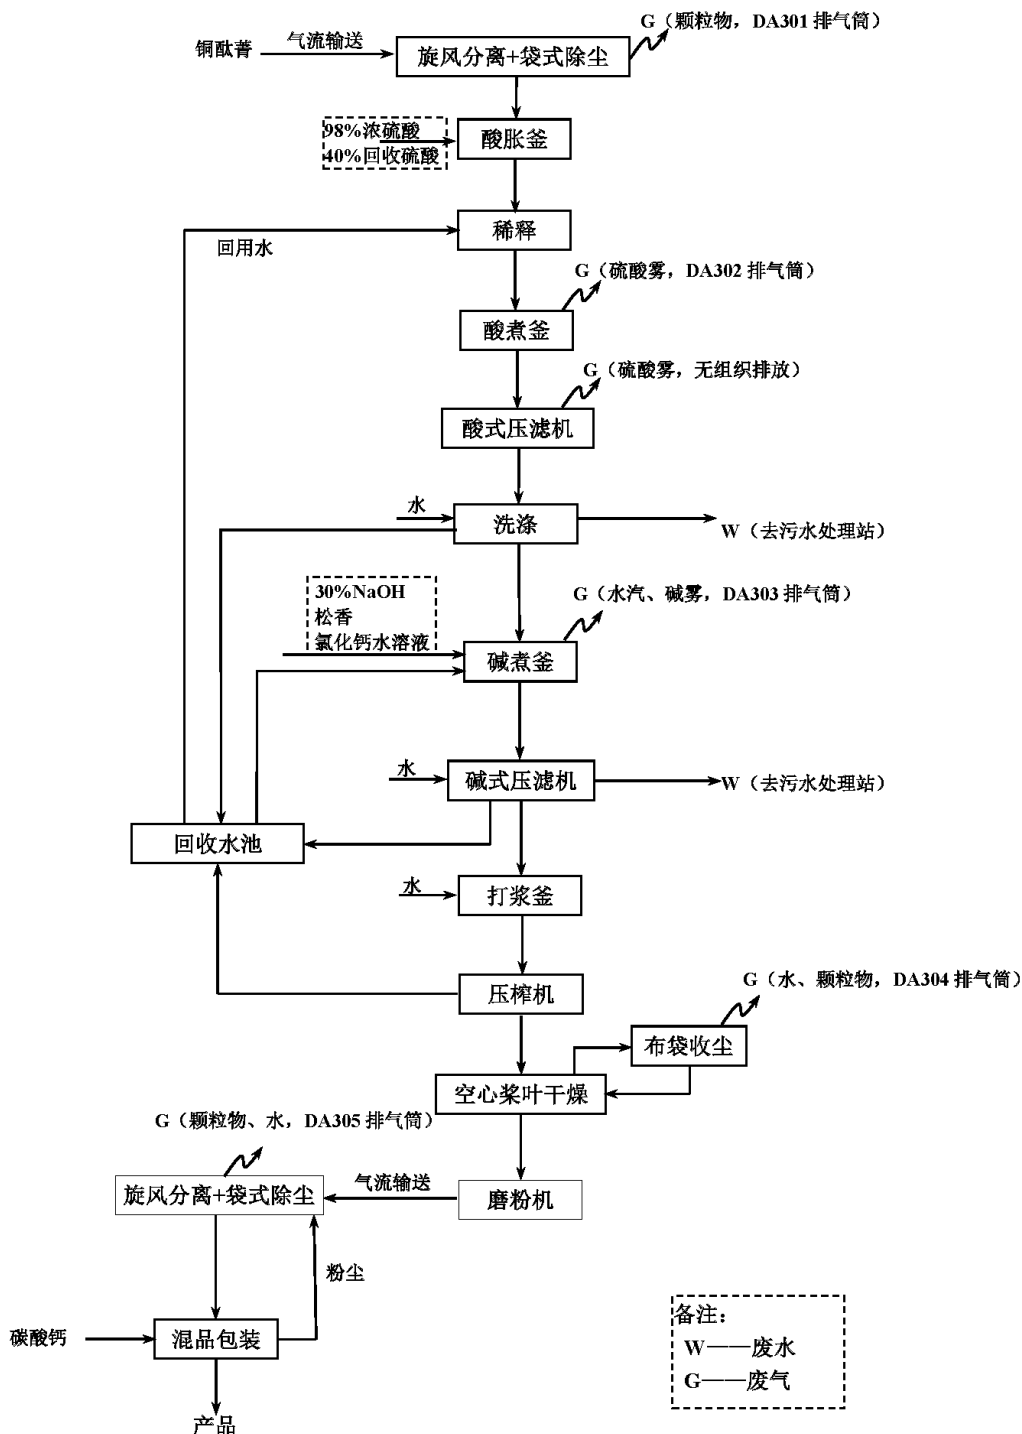 G（颗粒物，DA301 排气筒）
铜酞菁
气流输送
旋风分离+袋式除尘
98%浓硫酸
40%回收硫酸
酸胀釜
稀释
回用水
G（硫酸雾，DA302 排气筒）
酸煮釜
G（硫酸雾，无组织排放）
酸式压滤机
水
洗涤
W（去污水处理站）
30%NaOH
松香
氯化钙水溶液
G（水汽、碱雾，DA303 排气筒）
碱煮釜
水
碱式压滤机
W（去污水处理站）
回收水池
水
打浆釜
压榨机
G（水、颗粒物，DA304 排气筒）
布袋收尘
空心桨叶干燥
G（颗粒物、水，DA305 排气筒）
旋风分离+袋式除尘
气流输送
磨粉机
粉尘
碳酸钙
混品包装
产品
备注：
W——废水
G——废气